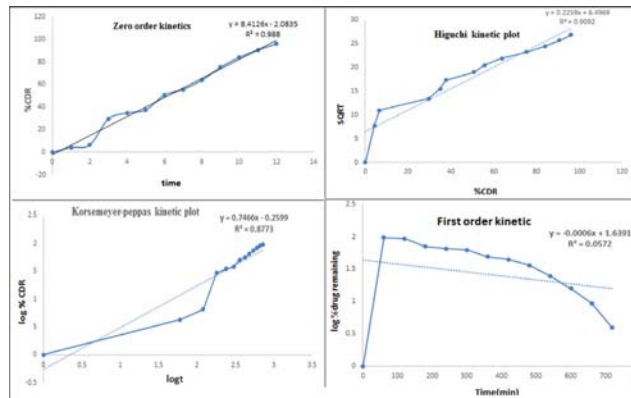 Zero order kinetics
y = 8.4126x - 2.0835
R² = 0.988
120
100
80
60
40
20
0
-20
%CDR
0 2 4 6 8 10 12 14
time
y = 0.2259x + 6.4969
R² = 0.9092
Higuchi kinetic plot
30
20
10
0
SQRT
0 20 40 60 80 100 120
%CDR
Korsemeyer-peppas kinetic plot
y = 0.7466x - 0.2599
R² = 0.8773
2.5
2
1.5
1
0.5
0
-0.5
log % CDR
0 0.5 1 1.5 2 2.5 3 3.5
logt
First order kinetic
y = -0.0006x + 1.6391
R² = 0.0572
2.5
2
1.5
1
0.5
0
log %drug remaining
0 100 200 300 400 500 600 700
Time(min)